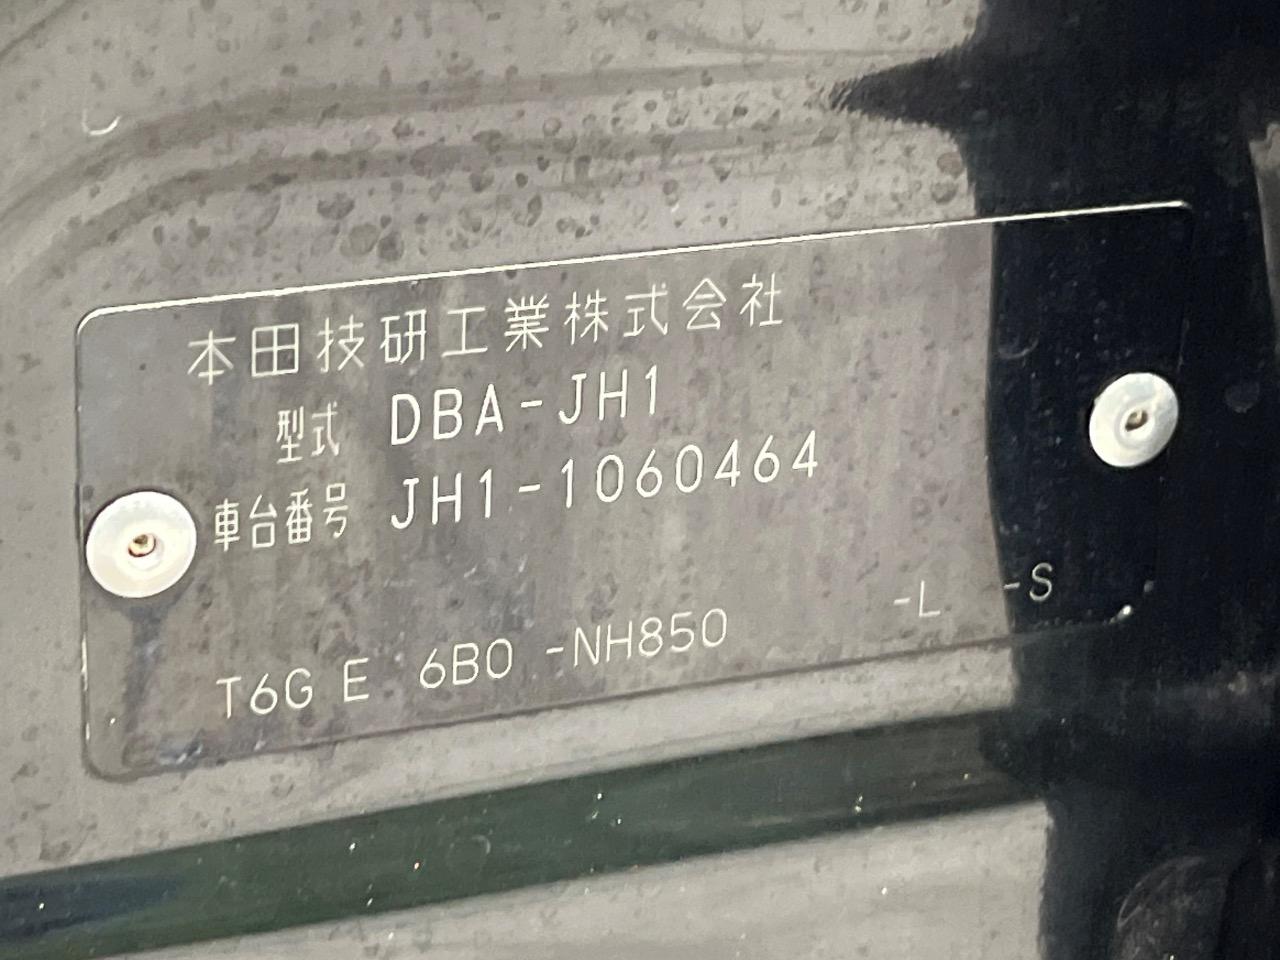 本田技研工業株式会社
型式 DBA-JH1
車台番号 JH1-1060464
T6G E 6B0 -NH850 -L -S